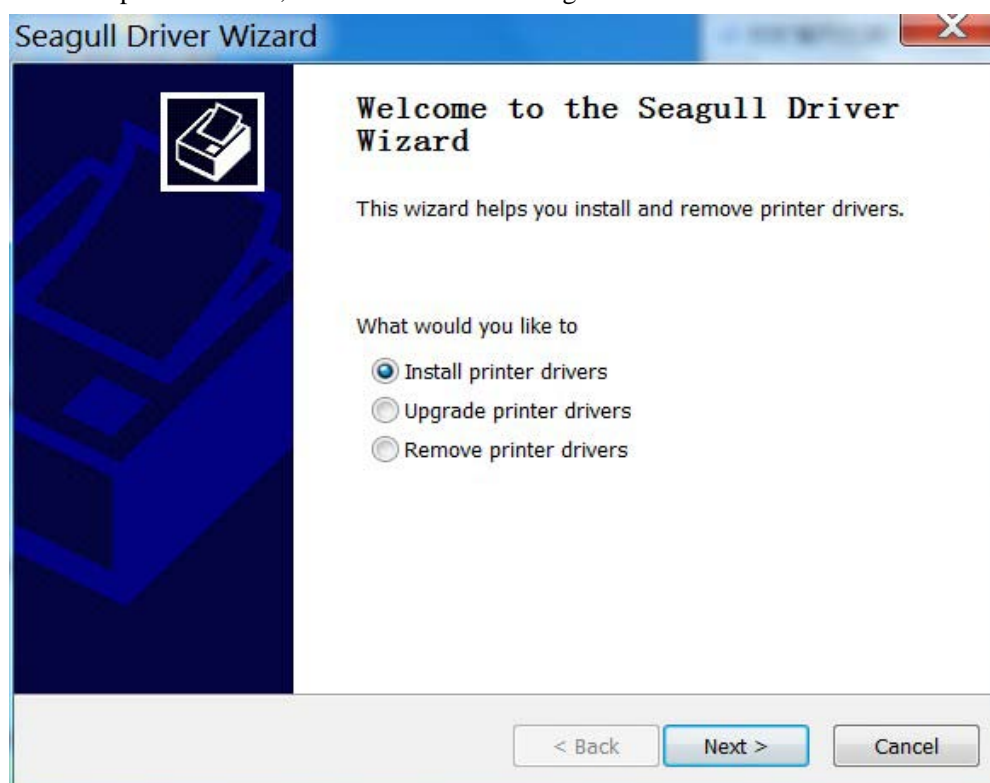 Seagull Driver Wizard
Welcome to the Seagull Driver
Wizard
This wizard helps you install and remove printer drivers.
What would you like to
Install printer drivers
Upgrade printer drivers
Remove printer drivers
< Back
Next >
Cancel